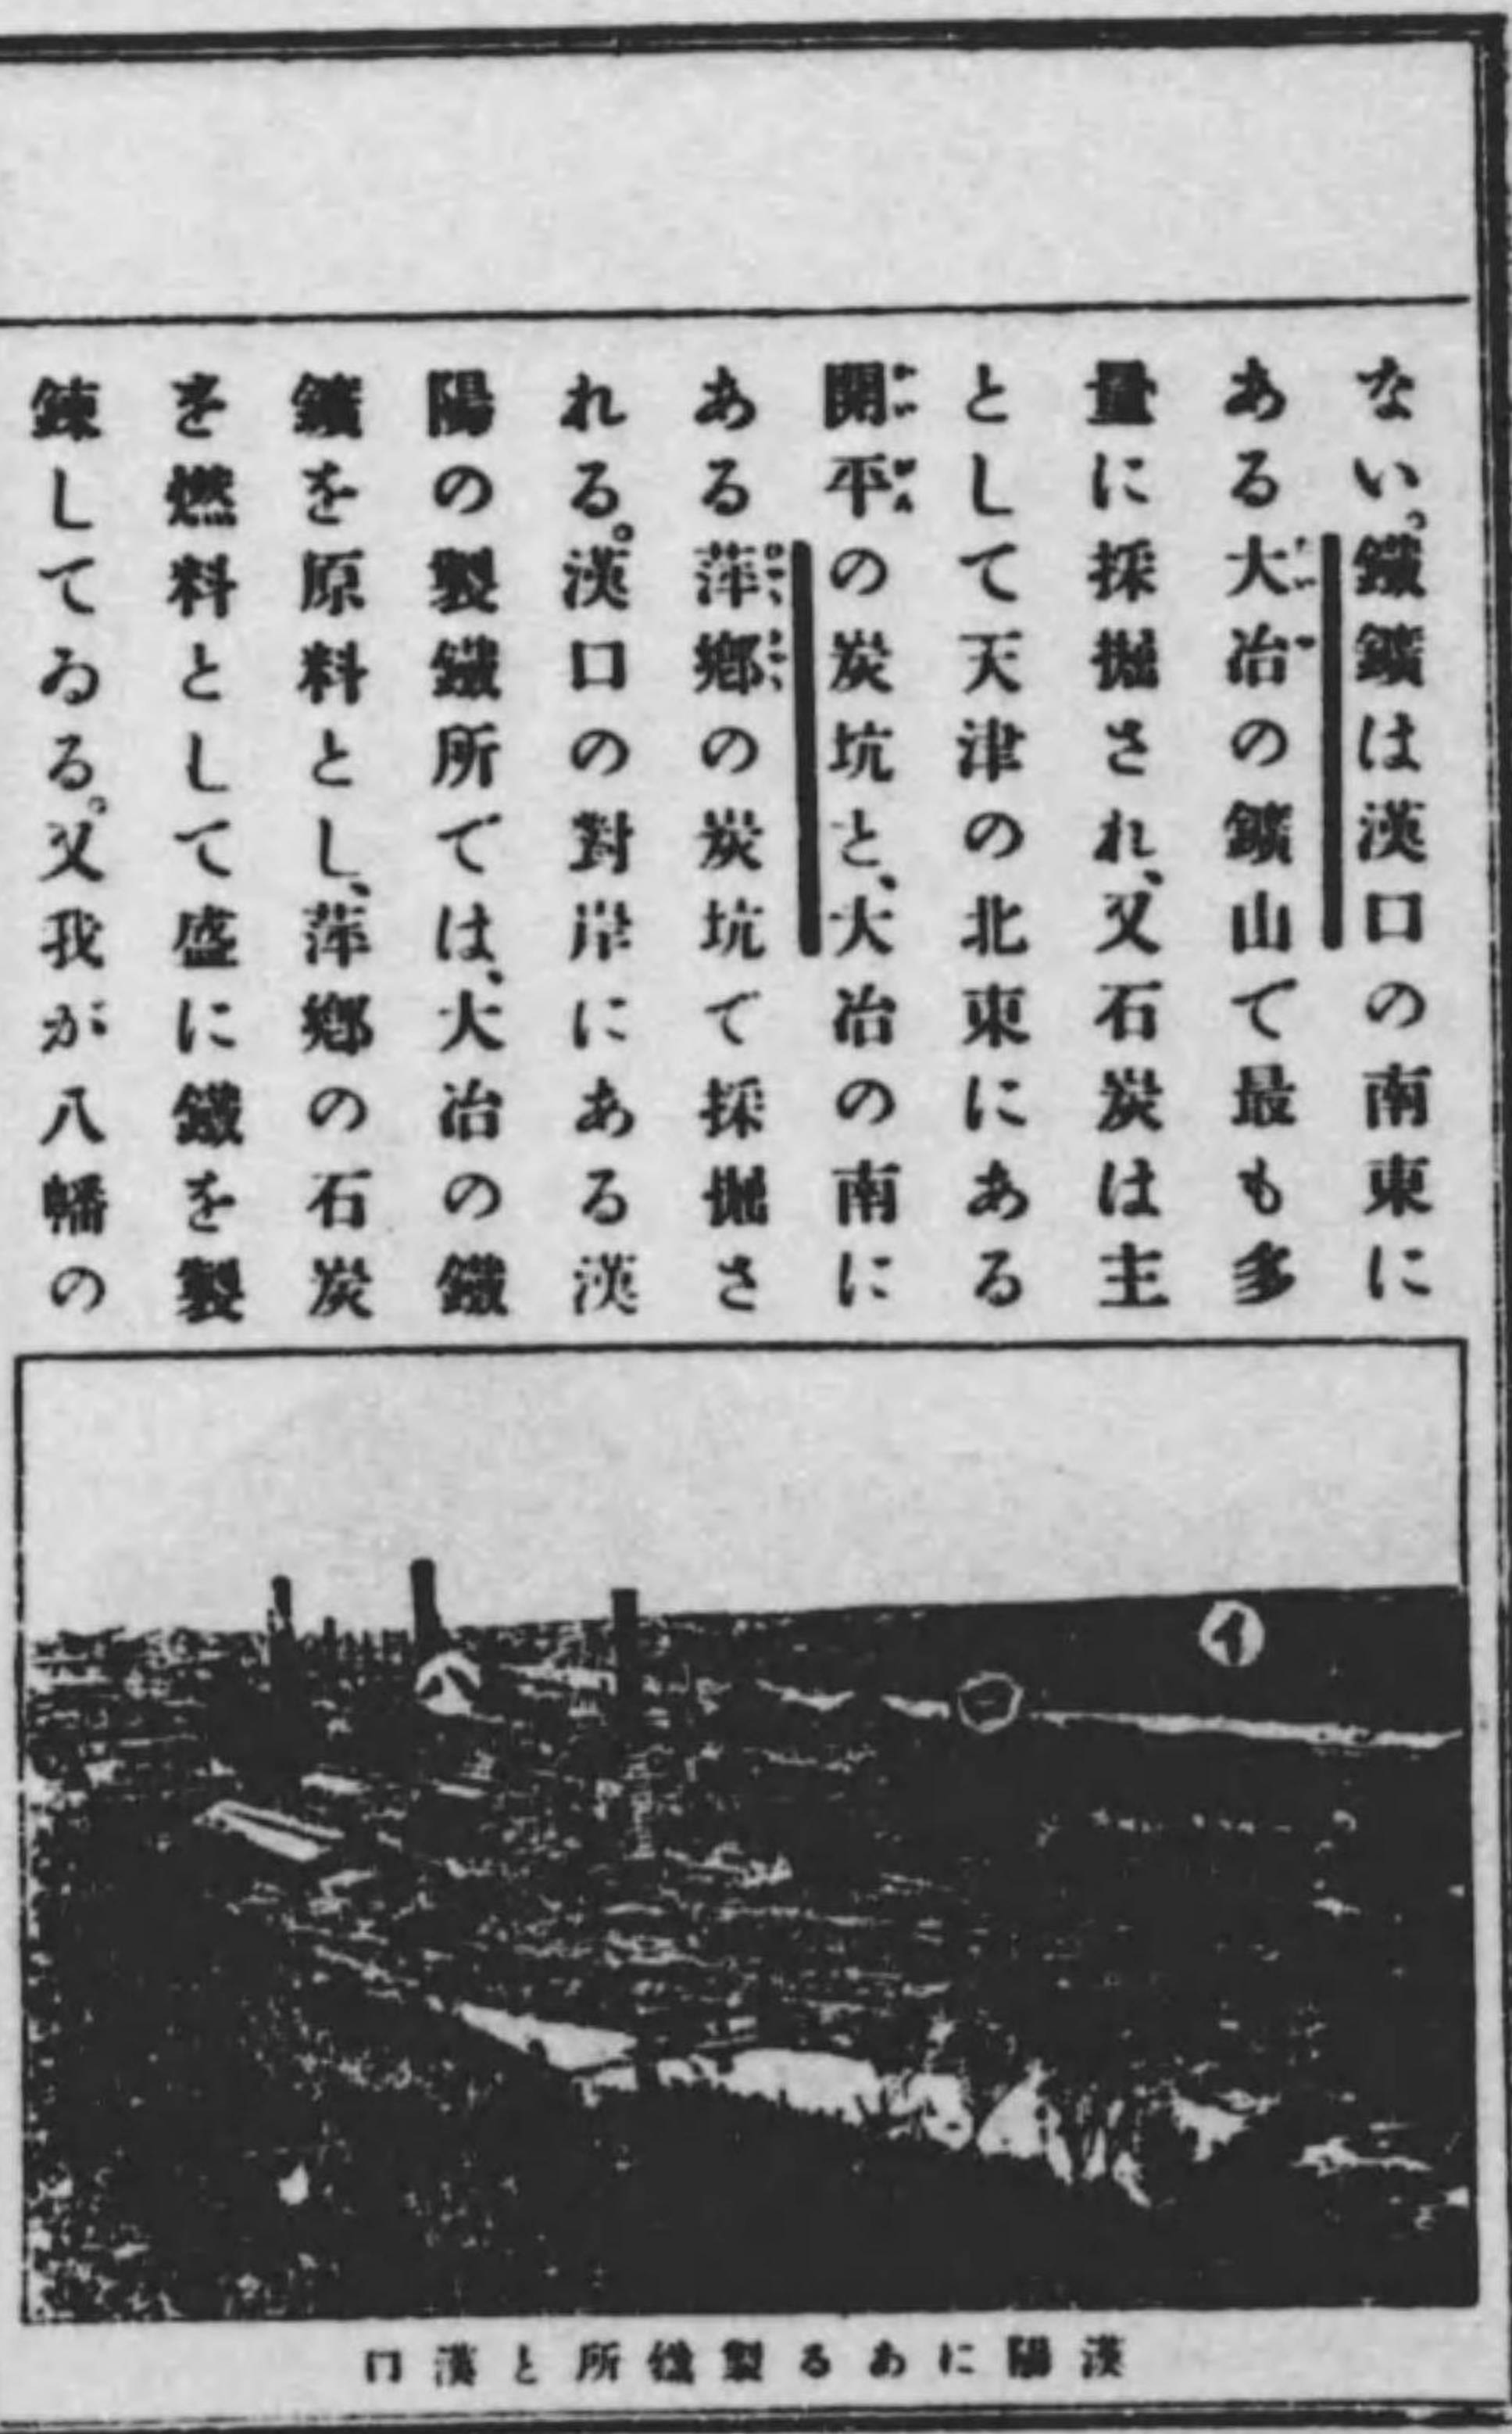 ない。鐵鑛は漢口の南東に
ある大冶の鑛山て最も多
量に採掘され、又石炭は主
として天津の北東にある
開平の炭坑と、大冶の南に
ある萍鄕の炭坑で採掘さ
れる。漢口の對岸にある漢
陽の製鐵所では、大冶の鐵
鑛を原料とし、萍鄕の石炭
を燃料として盛に鐵を製
錬してゐる。又我が八幡の
イ
ロ
ハ
漢陽にある製鐵所と漢口